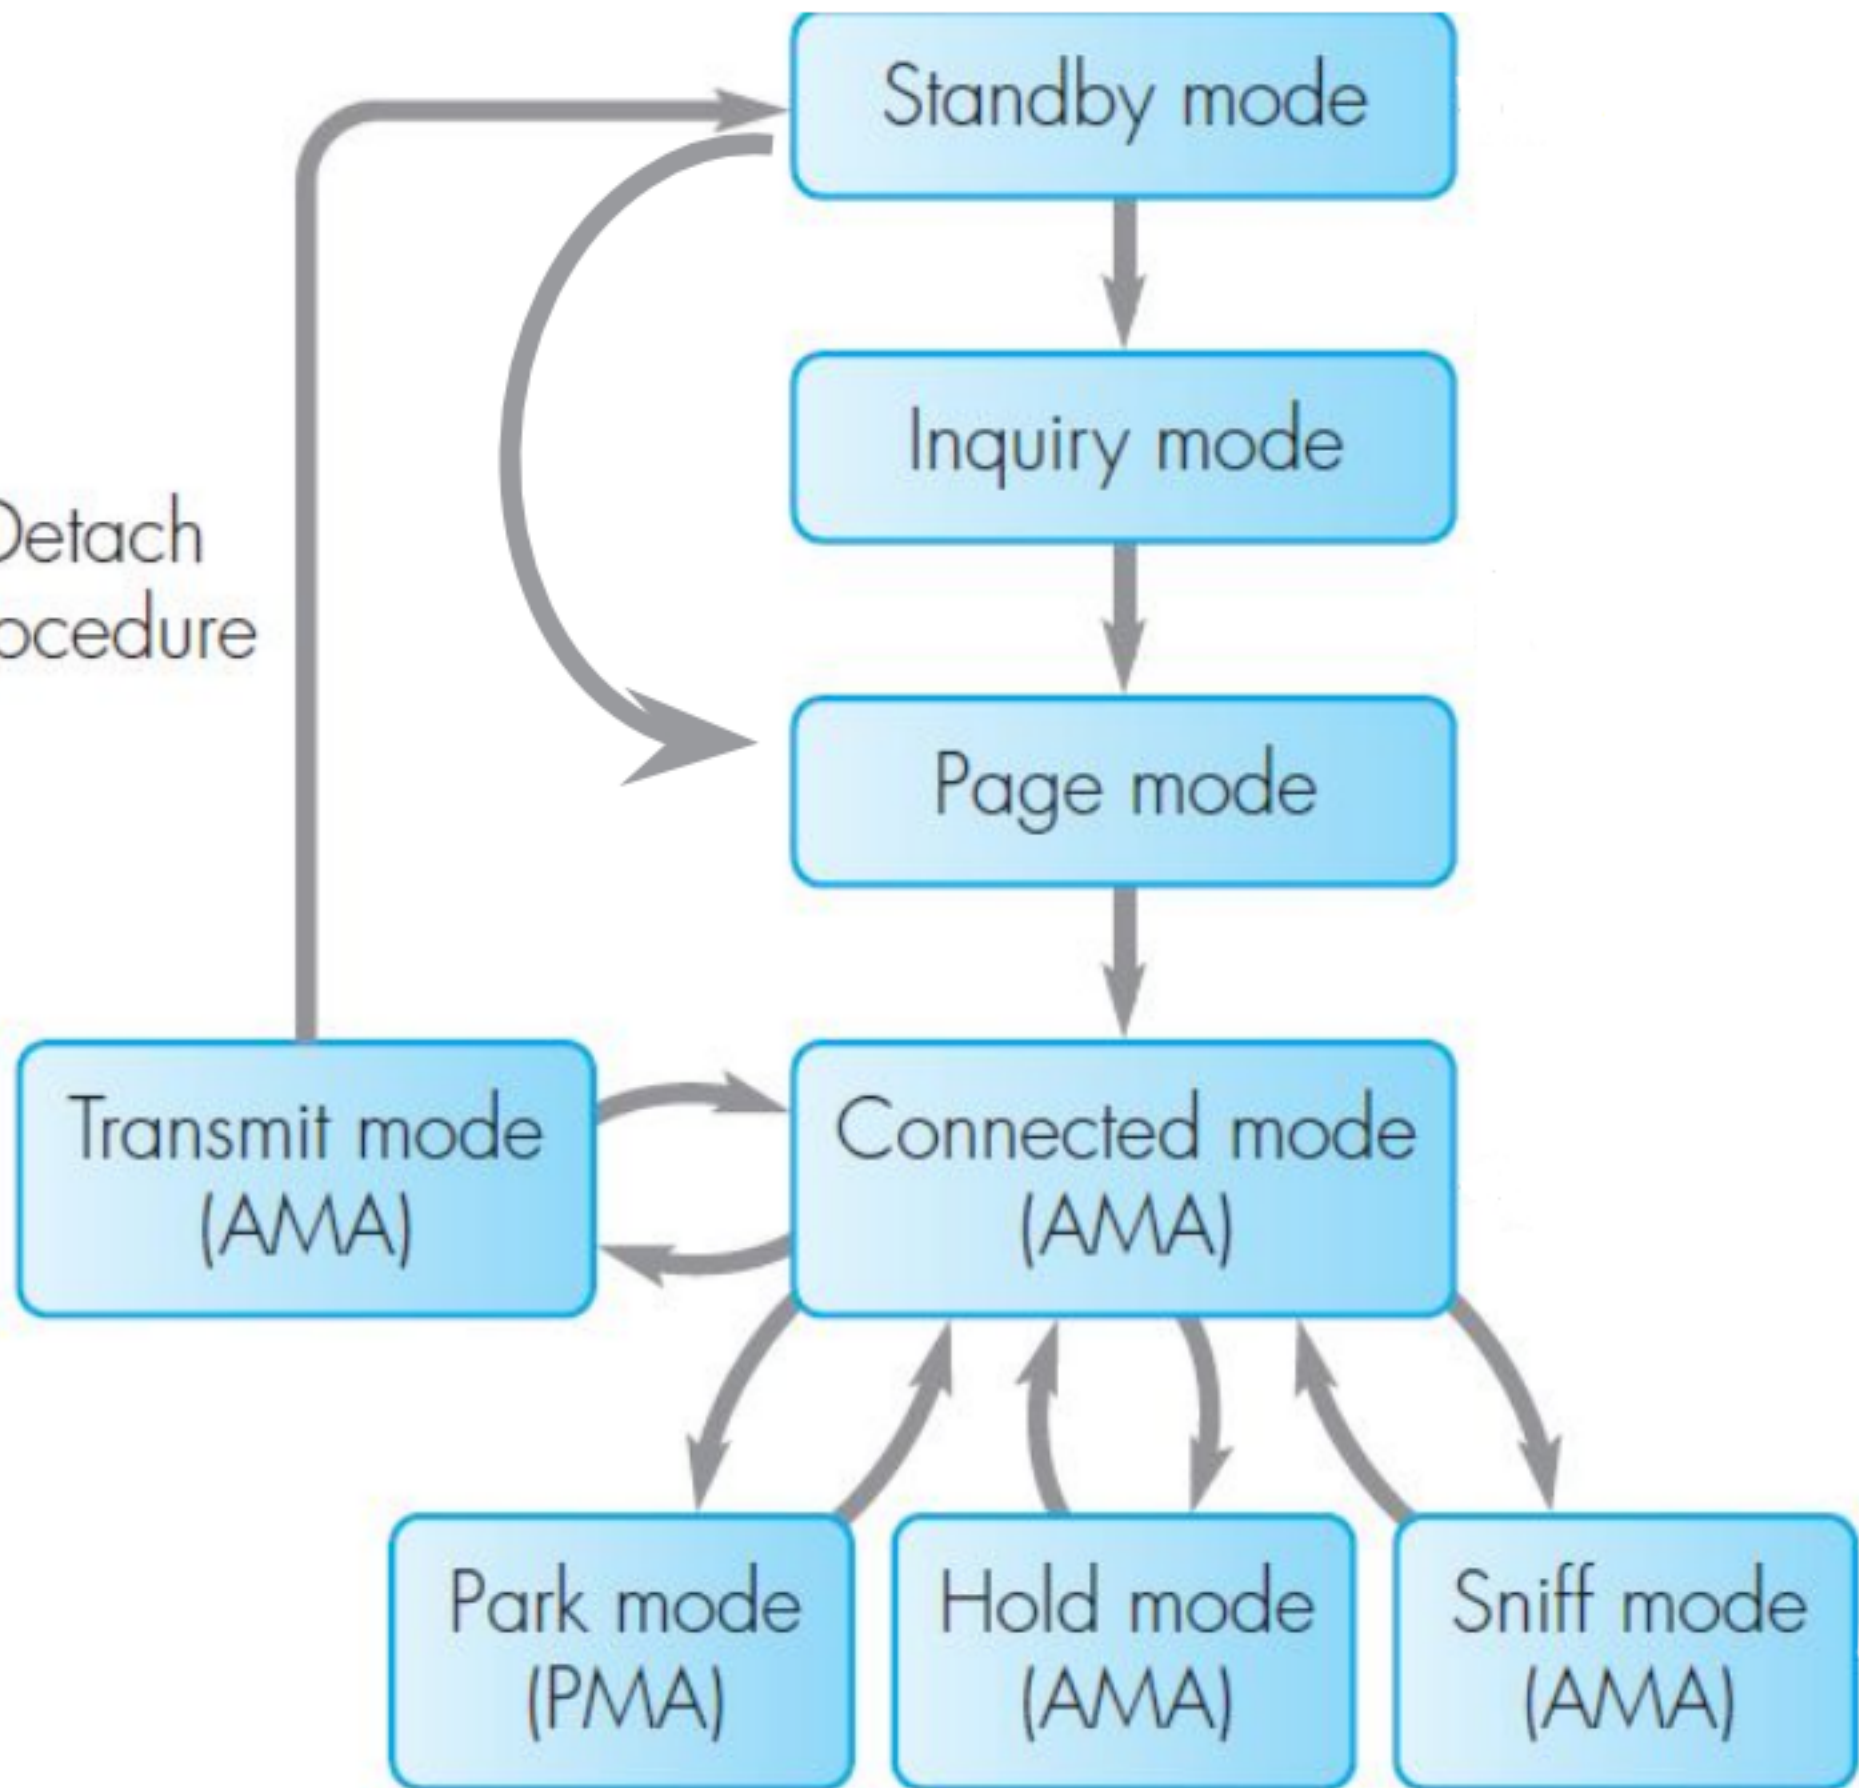 Standby mode
Inquiry mode
Detach
ocedure
Page mode
Transmit mode
(AMA)
Connected mode
(AMA)
Park mode
(PMA)
Hold mode
(AMA)
Sniff mode
(AMA)